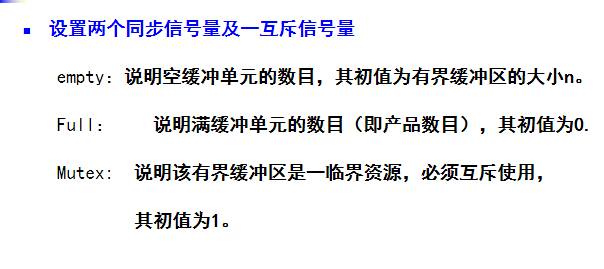 设置两个同步信号量及一互斥信号量
empty：说明空缓冲单元的数目，其初值为有界缓冲区的大小n。
Full： 说明满缓冲单元的数目（即产品数目），其初值为0.
Mutex： 说明该有界缓冲区是一临界资源，必须互斥使用，
其初值为1。